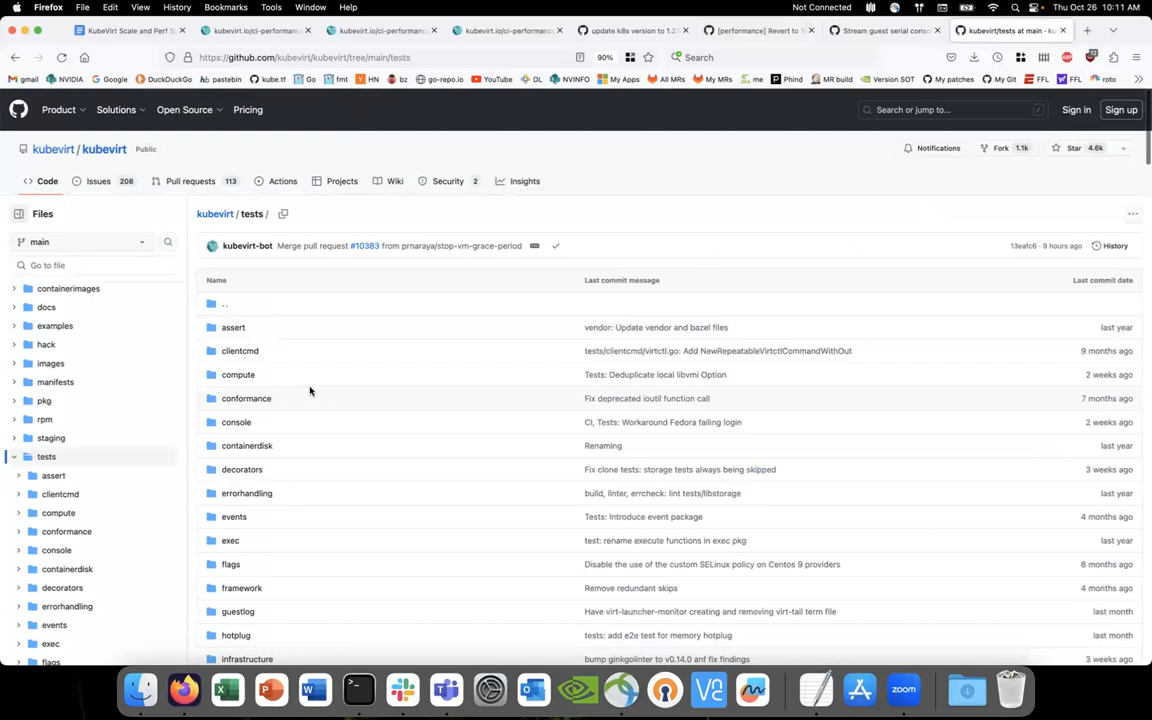 Firefox File Edit View History Bookmarks Tools Window Help Not Connected Thu Oct 26 10:11 AM
KubeVirt Scale and Perf S kubevirt.io/ci-performan kubevirt.io/ci-performan kubevirt.io/ci-performan update k8s version to 1.2 [performance] Revert to Stream guest serial conso kubevirt/tests at main · ku
https://github.com/kubevirt/kubevirt/tree/main/tests 90% Search
gmail NVIDIA Google DuckDuckGo pastebin kube.tf Go fmt HN bz go-repo.io YouTube DL NVINFO My Apps All MRs My MRs me Phind MR build Version SOT My patches My Git FFL FFL roto
Product Solutions Open Source Pricing Search or jump to... / Sign in Sign up
kubevirt / kubevirt Public Notifications Fork 1.1k Star 4.6k
Code Issues 208 Pull requests 113 Actions Projects Wiki Security 2 Insights
Files
main
Go to file
containerimages
docs
examples
hack
images
manifests
pkg
rpm
staging
tests
assert
clientcmd
compute
conformance
console
containerdisk
decorators
errorhandling
events
exec
flags
kubevirt / tests /
kubevirt-bot Merge pull request #10383 from prnaraya/stop-vm-grace-period 13eafc6 · 9 hours ago History
Name Last commit message Last commit date
..
assert vendor: Update vendor and bazel files last year
clientcmd tests/clientcmd/virtctl.go: Add NewRepeatableVirtctlCommandWithOut 9 months ago
compute Tests: Deduplicate local libvmi Option 2 weeks ago
conformance Fix deprecated ioutil function call 7 months ago
console CI, Tests: Workaround Fedora failing login 2 weeks ago
containerdisk Renaming last year
decorators Fix clone tests: storage tests always being skipped 3 weeks ago
errorhandling build, linter, errcheck: lint tests/libstorage last year
events Tests: Introduce event package 4 months ago
exec test: rename execute functions in exec pkg last year
flags Disable the use of the custom SELinux policy on Centos 9 providers 8 months ago
framework Remove redundant skips 4 months ago
guestlog Have virt-launcher-monitor creating and removing virt-tail term file last month
hotplug tests: add e2e test for memory hotplug last month
infrastructure bump ginkgolinter to v0.14.0 anf fix findings 3 weeks ago
zoom